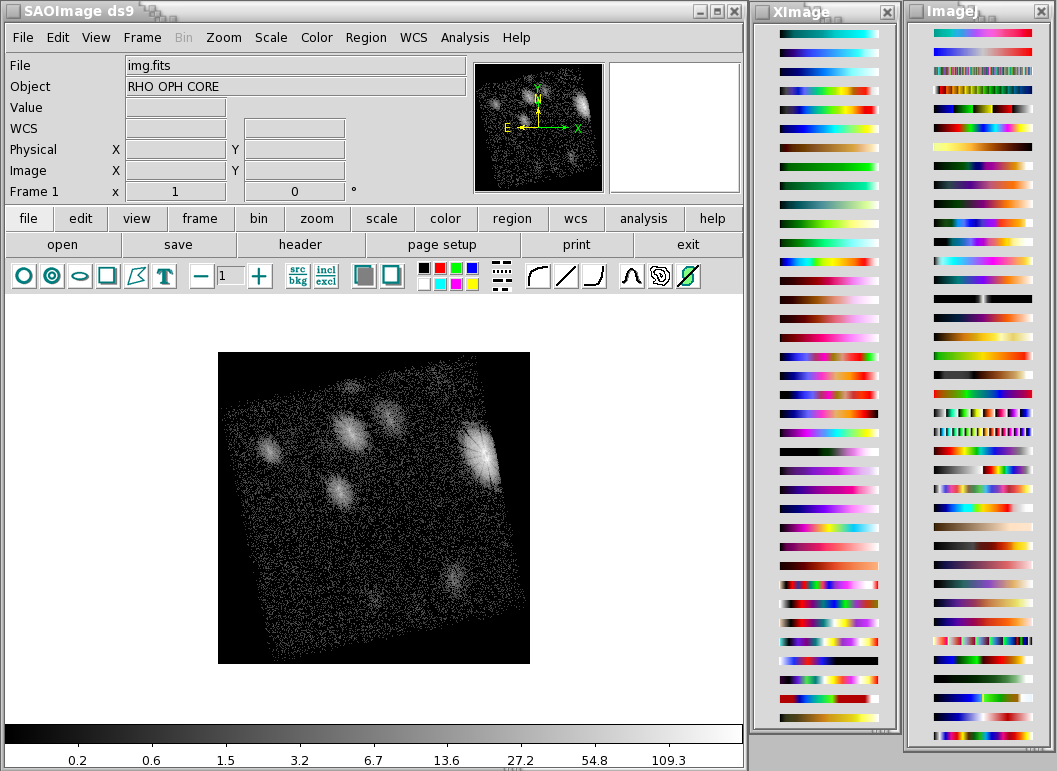 SAOImage ds9
File Edit View Frame Bin Zoom Scale Color Region WCS Analysis Help
File img.fits
Object RHO OPH CORE
Value
WCS
Physical X Y
Image X Y
Frame 1 x 1 0 °
Y
N
E X
file edit view frame bin zoom scale color region wcs analysis help
open save header page setup print exit
T 1 src bkg incl excl
0.2 0.6 1.5 3.2 6.7 13.6 27.2 54.8 109.3
XImage
ImageJ